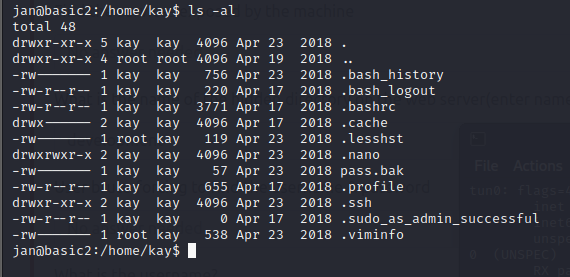 jan@basic2:/home/kay$ ls -al
total 48
drwxr-xr-x 5 kay  kay  4096 Apr 23  2018 .
drwxr-xr-x 4 root root 4096 Apr 19  2018 ..
-rw------- 1 kay  kay   756 Apr 23  2018 .bash_history
-rw-r--r-- 1 kay  kay   220 Apr 17  2018 .bash_logout
-rw-r--r-- 1 kay  kay  3771 Apr 17  2018 .bashrc
drwx------ 2 kay  kay  4096 Apr 17  2018 .cache
-rw------- 1 root kay   119 Apr 23  2018 .lesshst
drwxrwxr-x 2 kay  kay  4096 Apr 23  2018 .nano
-rw------- 1 kay  kay    57 Apr 23  2018 pass.bak
-rw-r--r-- 1 kay  kay   655 Apr 17  2018 .profile
drwxr-xr-x 2 kay  kay  4096 Apr 23  2018 .ssh
-rw-r--r-- 1 kay  kay     0 Apr 17  2018 .sudo_as_admin_successful
-rw------- 1 root kay   538 Apr 23  2018 .viminfo
jan@basic2:/home/kay$
File Actions